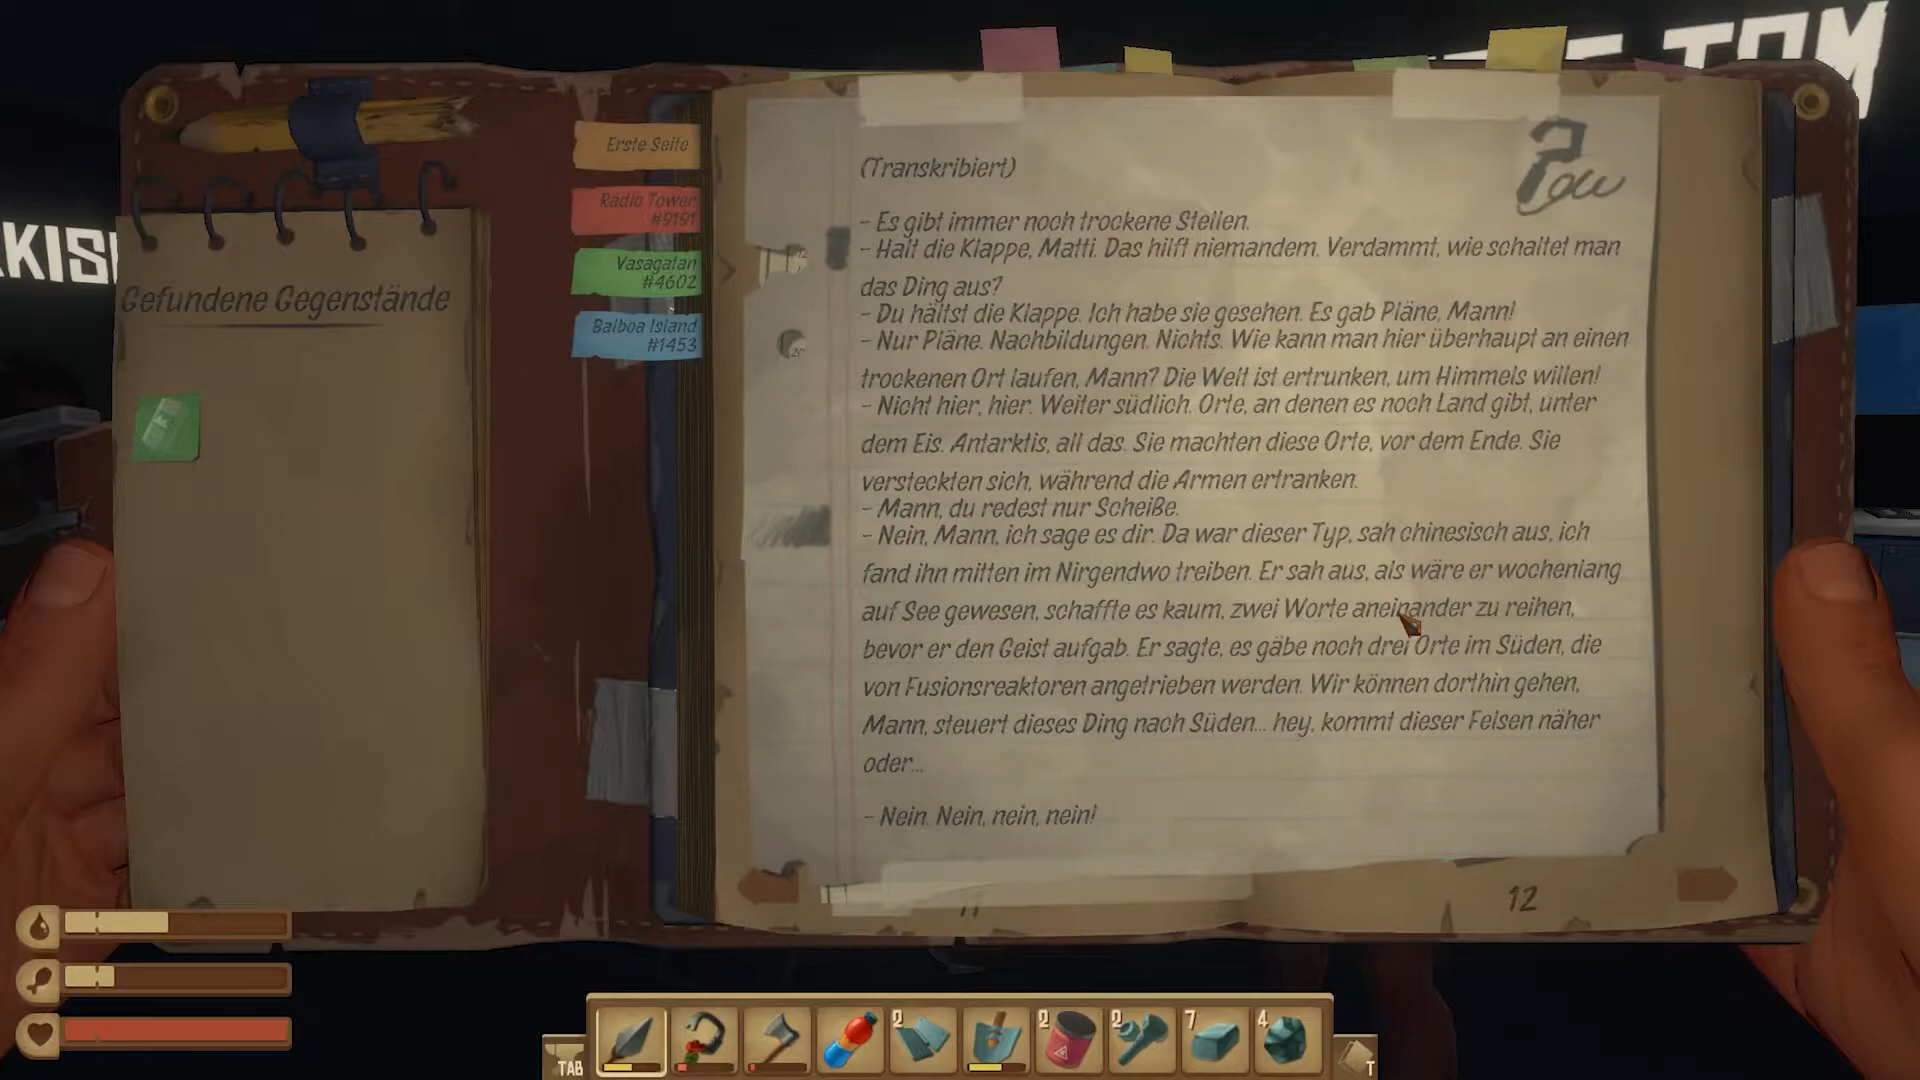 KIS
TOM
Erste Seite
Radio Tower
#9191
Vasagatan
#4602
Balboa Island
#1453
Gefundene Gegenstände
(Transkribiert)
- Es gibt immer noch trockene Stellen.
- Halt die Klappe, Matti. Das hilft niemandem. Verdammt, wie schaltet man
das Ding aus?
- Du hältst die Klappe. Ich habe sie gesehen. Es gab Pläne, Mann!
- Nur Pläne. Nachbildungen. Nichts. Wie kann man hier überhaupt an einen
trockenen Ort laufen, Mann? Die Welt ist ertrunken, um Himmels willen!
- Nicht hier, hier. Weiter südlich. Orte, an denen es noch Land gibt, unter
dem Eis. Antarktis, all das. Sie machten diese Orte, vor dem Ende. Sie
versteckten sich, während die Armen ertranken.
- Mann, du redest nur Scheiße.
- Nein, Mann, ich sage es dir. Da war dieser Typ, sah chinesisch aus, ich
fand ihn mitten im Nirgendwo treiben. Er sah aus, als wäre er wochenlang
auf See gewesen, schaffte es kaum, zwei Worte aneinander zu reihen,
bevor er den Geist aufgab. Er sagte, es gäbe noch drei Orte im Süden, die
von Fusionsreaktoren angetrieben werden. Wir können dorthin gehen,
Mann, steuert dieses Ding nach Süden... hey, kommt dieser Felsen näher
oder...
- Nein. Nein, nein, nein!
11
12
TAB
2
2
2
7
4
T